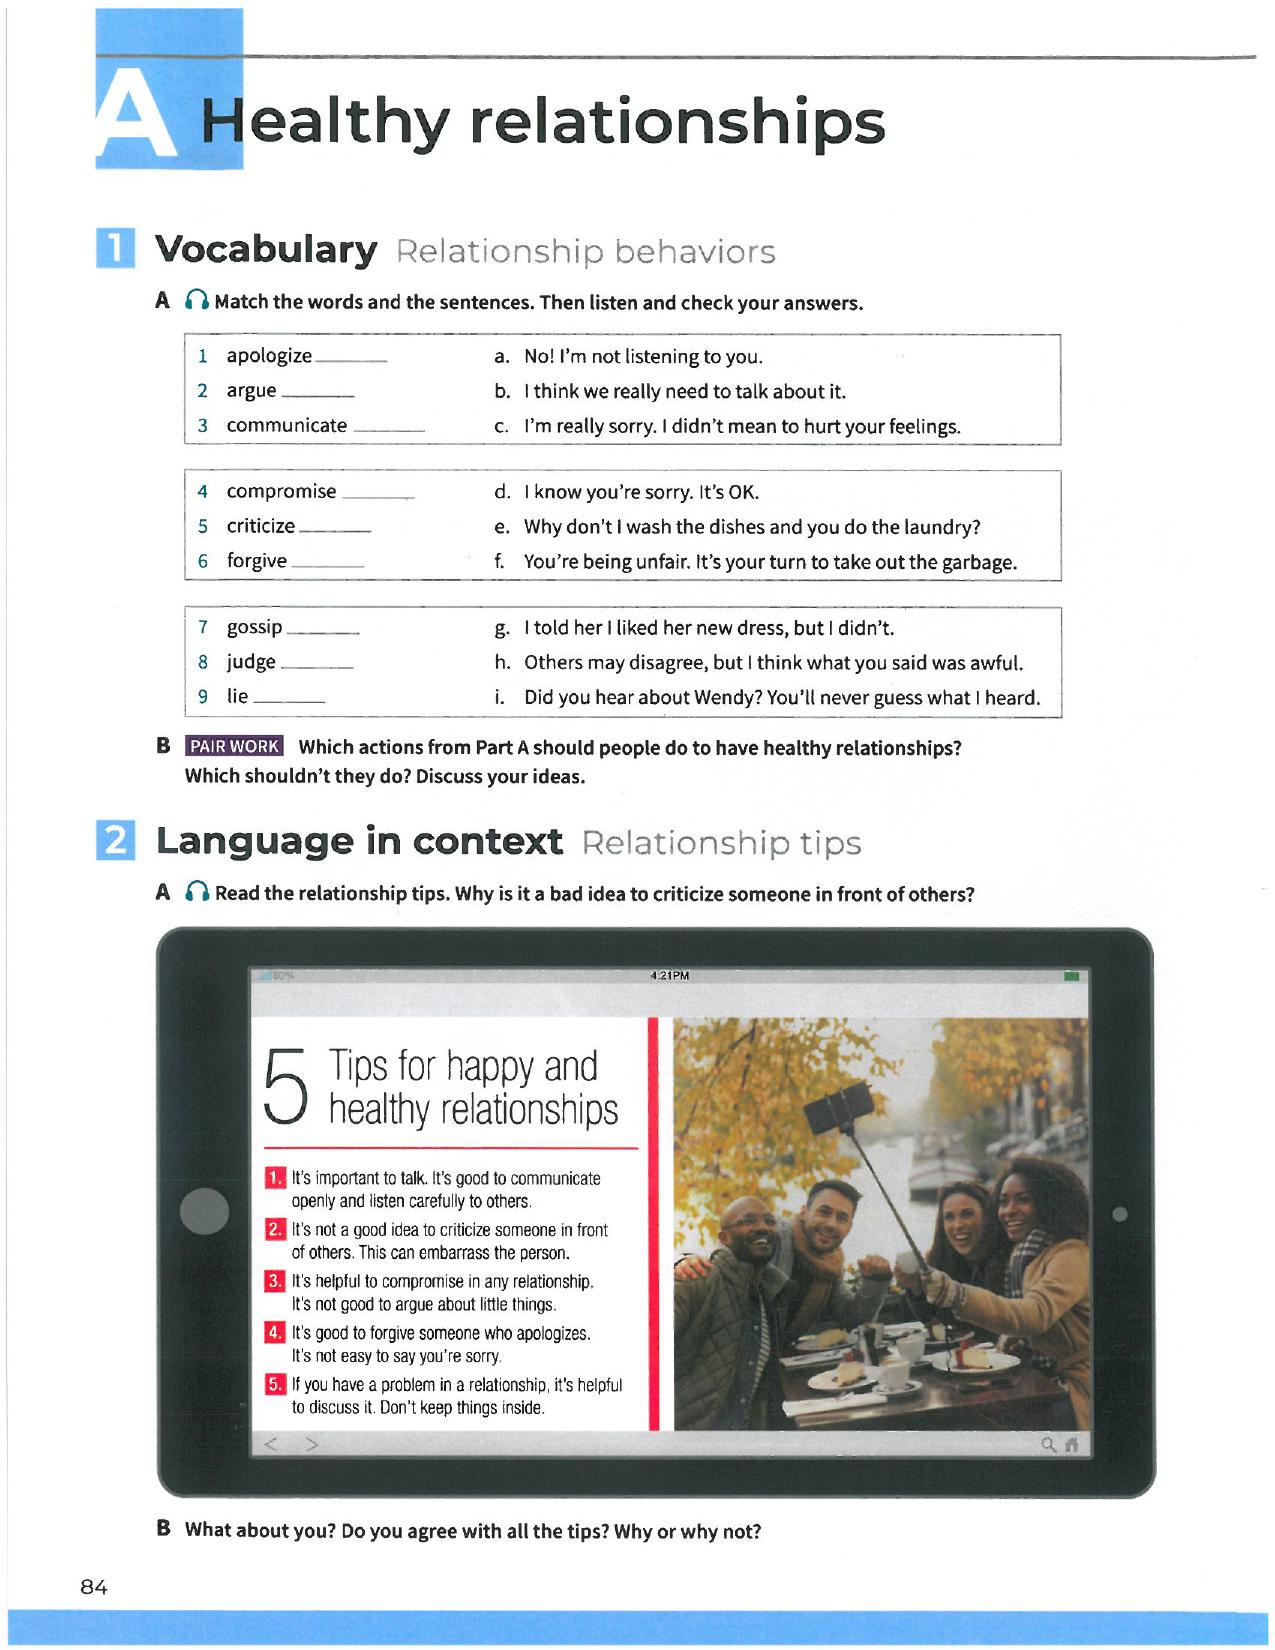 A Healthy relationships
1 Vocabulary Relationship behaviors
A Match the words and the sentences. Then listen and check your answers.
1 apologize ______ a. No! I'm not listening to you.
2 argue ______ b. I think we really need to talk about it.
3 communicate ______ c. I'm really sorry. I didn't mean to hurt your feelings.
4 compromise ______ d. I know you're sorry. It's OK.
5 criticize ______ e. Why don't I wash the dishes and you do the laundry?
6 forgive ______ f. You're being unfair. It's your turn to take out the garbage.
7 gossip ______ g. I told her I liked her new dress, but I didn't.
8 judge ______ h. Others may disagree, but I think what you said was awful.
9 lie ______ i. Did you hear about Wendy? You'll never guess what I heard.
B PAIR WORK Which actions from Part A should people do to have healthy relationships?
Which shouldn't they do? Discuss your ideas.
2 Language in context Relationship tips
A Read the relationship tips. Why is it a bad idea to criticize someone in front of others?
80% 4:21PM
5 Tips for happy and
healthy relationships
1. It's important to talk. It's good to communicate
openly and listen carefully to others.
2. It's not a good idea to criticize someone in front
of others. This can embarrass the person.
3. It's helpful to compromise in any relationship.
It's not good to argue about little things.
4. It's good to forgive someone who apologizes.
It's not easy to say you're sorry.
5. If you have a problem in a relationship, it's helpful
to discuss it. Don't keep things inside.
B What about you? Do you agree with all the tips? Why or why not?
84